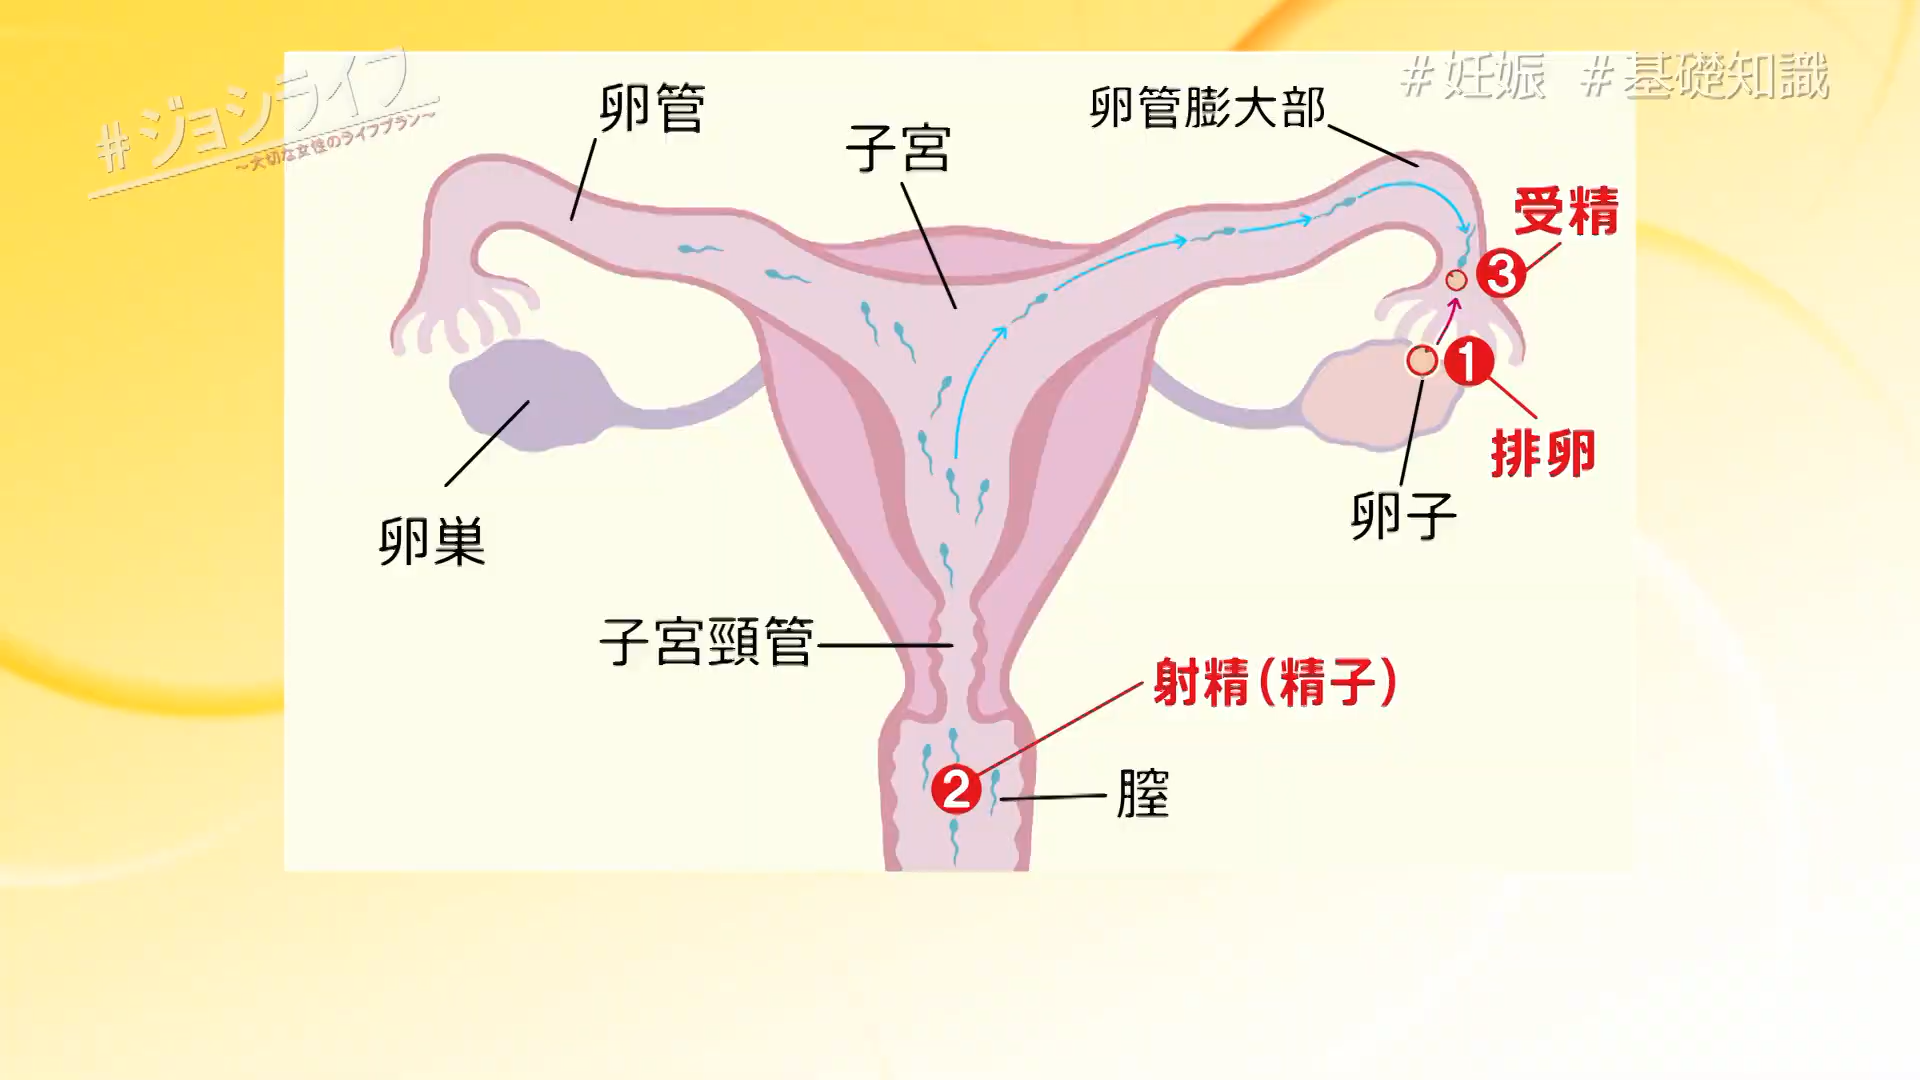 #ジョシライフ
~大切な女性のライフプラン~
#妊娠 #基礎知識
卵管
子宮
卵管膨大部
受精
3
1
排卵
卵子
卵巣
子宮頸管
射精(精子)
2
膣